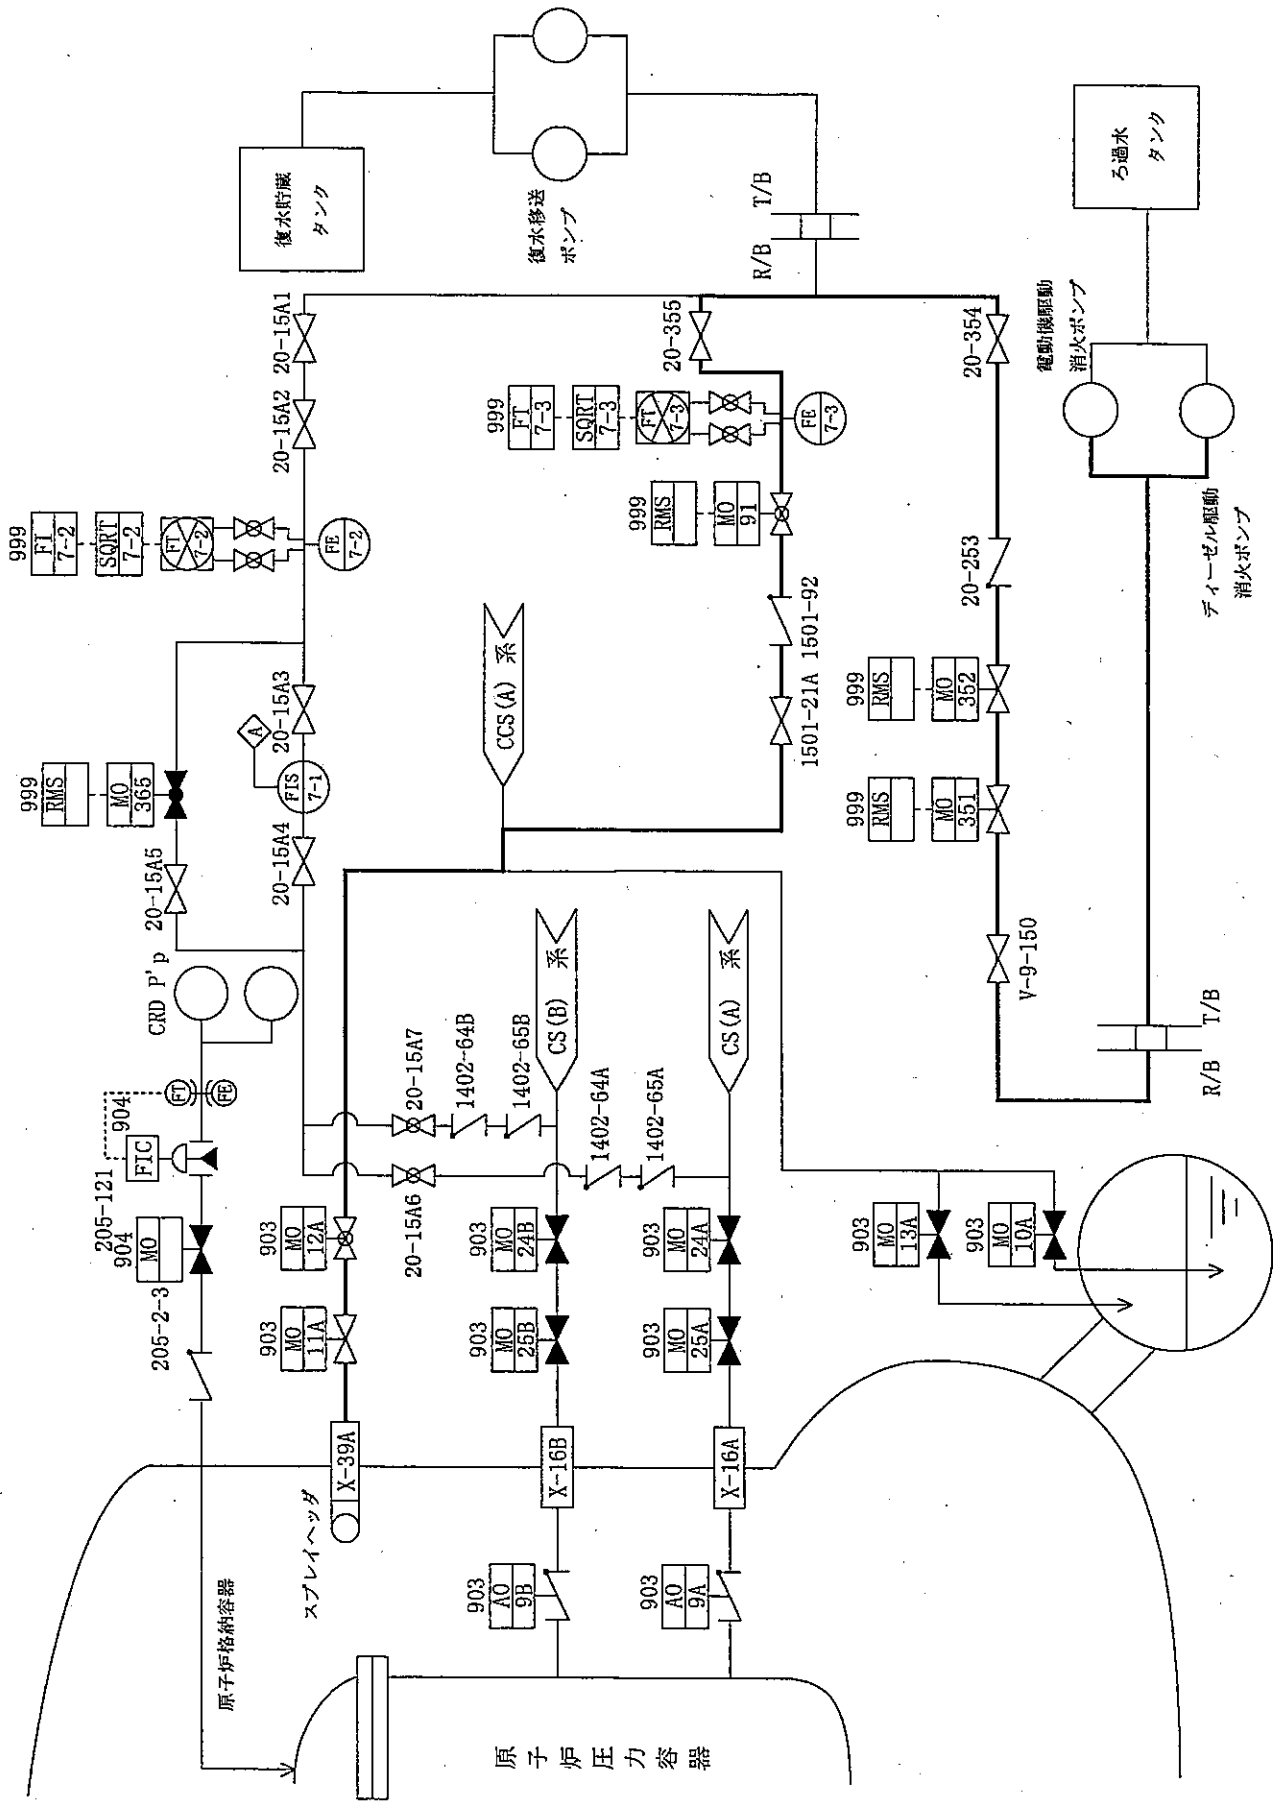 原子炉格納容器
原子炉圧力容器
スプレイヘッダ
X-39A
X-16B
X-16A
903
AO
9B
903
AO
9A
205-2-3
904
MO
205-121
FIC
904
FT
FE
CRD P'p
903
MO
11A
903
MO
12A
903
MO
25B
903
MO
24B
903
MO
25A
903
MO
24A
20-15A6
20-15A7
1402-64B
1402-65B
1402-64A
1402-65A
CS(B) 系
CS(A) 系
CCS(A) 系
903
MO
13A
903
MO
10A
20-15A5
999
RMS
MO
365
20-15A4
FIS
7-1
A
20-15A3
999
FI
7-2
SQRT
7-2
FT
7-2
FE
7-2
20-15A2
20-15A1
復水貯蔵
タンク
復水移送
ポンプ
R/B
T/B
20-355
999
FT
7-3
SQRT
7-3
FT
7-3
FE
7-3
999
RMS
MO
91
1501-92
1501-21A
20-354
20-253
999
RMS
MO
352
999
RMS
MO
351
V-9-150
R/B
T/B
電動機駆動
消火ポンプ
ディーゼル駆動
消火ポンプ
ろ過水
タンク